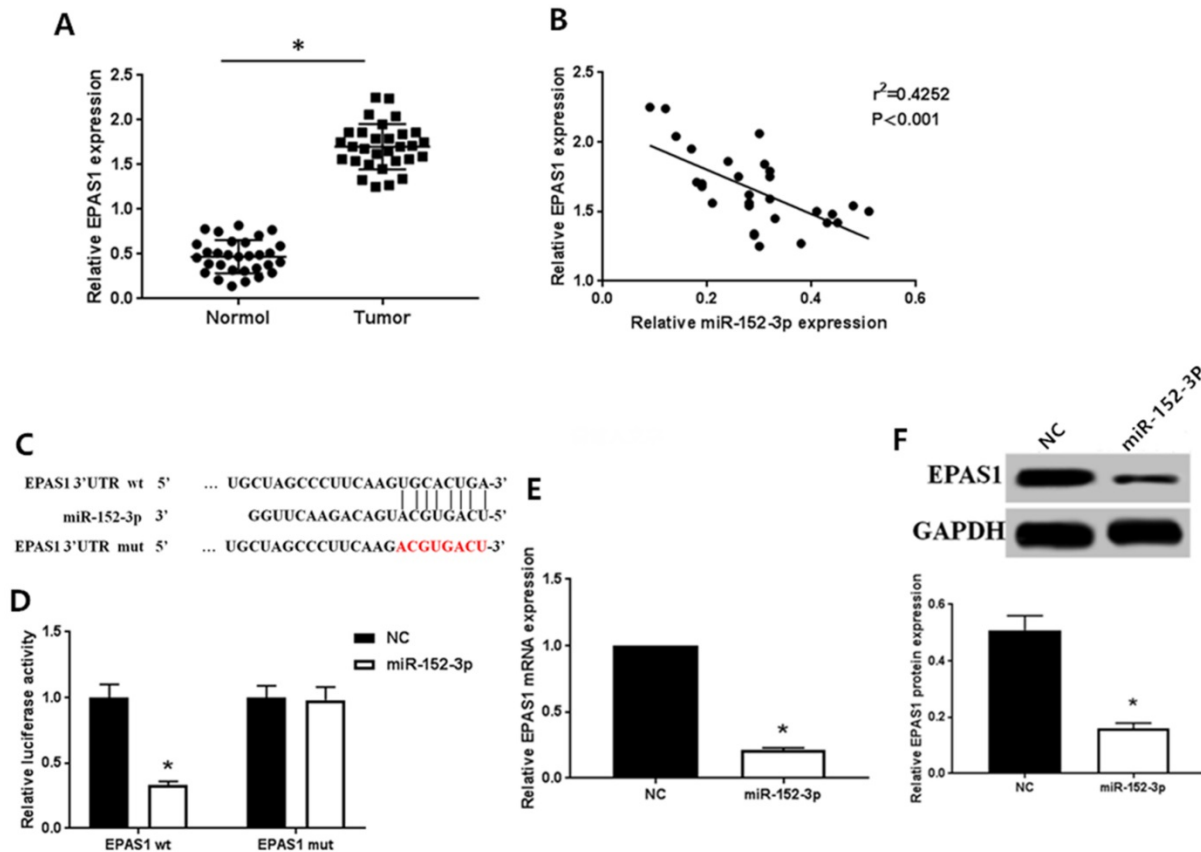 A
*
Relative EPAS1 expression
2.5
2.0
1.5
1.0
0.5
0.0
Normol
Tumor
B
r²=0.4252
P<0.001
Relative EPAS1 expression
2.5
2.0
1.5
1.0
0.0
0.2
0.4
0.6
Relative miR-152-3p expression
C
EPAS1 3'UTR wt 5' ... UGCUAGCCCUUCAAGUGCACUGA-3'
miR-152-3p 3' GGUUCAAGACAGUACGUGACU-5'
EPAS1 3'UTR mut 5' ... UGCUAGCCCUUCAAGACGUGACU-3'
D
Relative luciferase activity
1.5
1.0
0.5
0.0
*
EPAS1 wt
EPAS1 mut
NC
miR-152-3p
E
Relative EPAS1 mRNA expression
1.5
1.0
0.5
0.0
*
NC
miR-152-3p
F
NC
miR-152-3P
EPAS1
GAPDH
Relative EPAS1 protein expression
0.6
0.4
0.2
0.0
*
NC
miR-152-3p